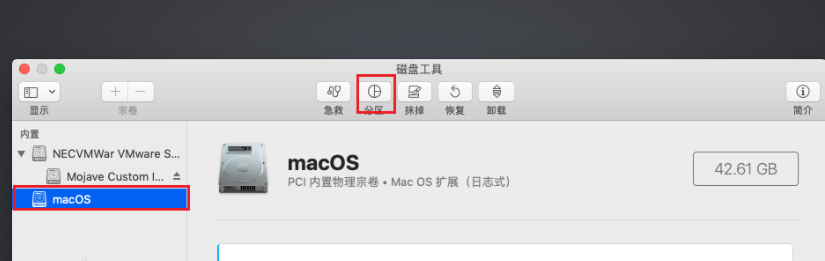 磁盘工具
显示
宗卷
急救
分区
抹掉
恢复
卸载
简介
内置
NECVMWar VMware S...
Mojave Custom I...
macOS
macOS
PCI 内置物理宗卷 • Mac OS 扩展（日志式）
42.61 GB